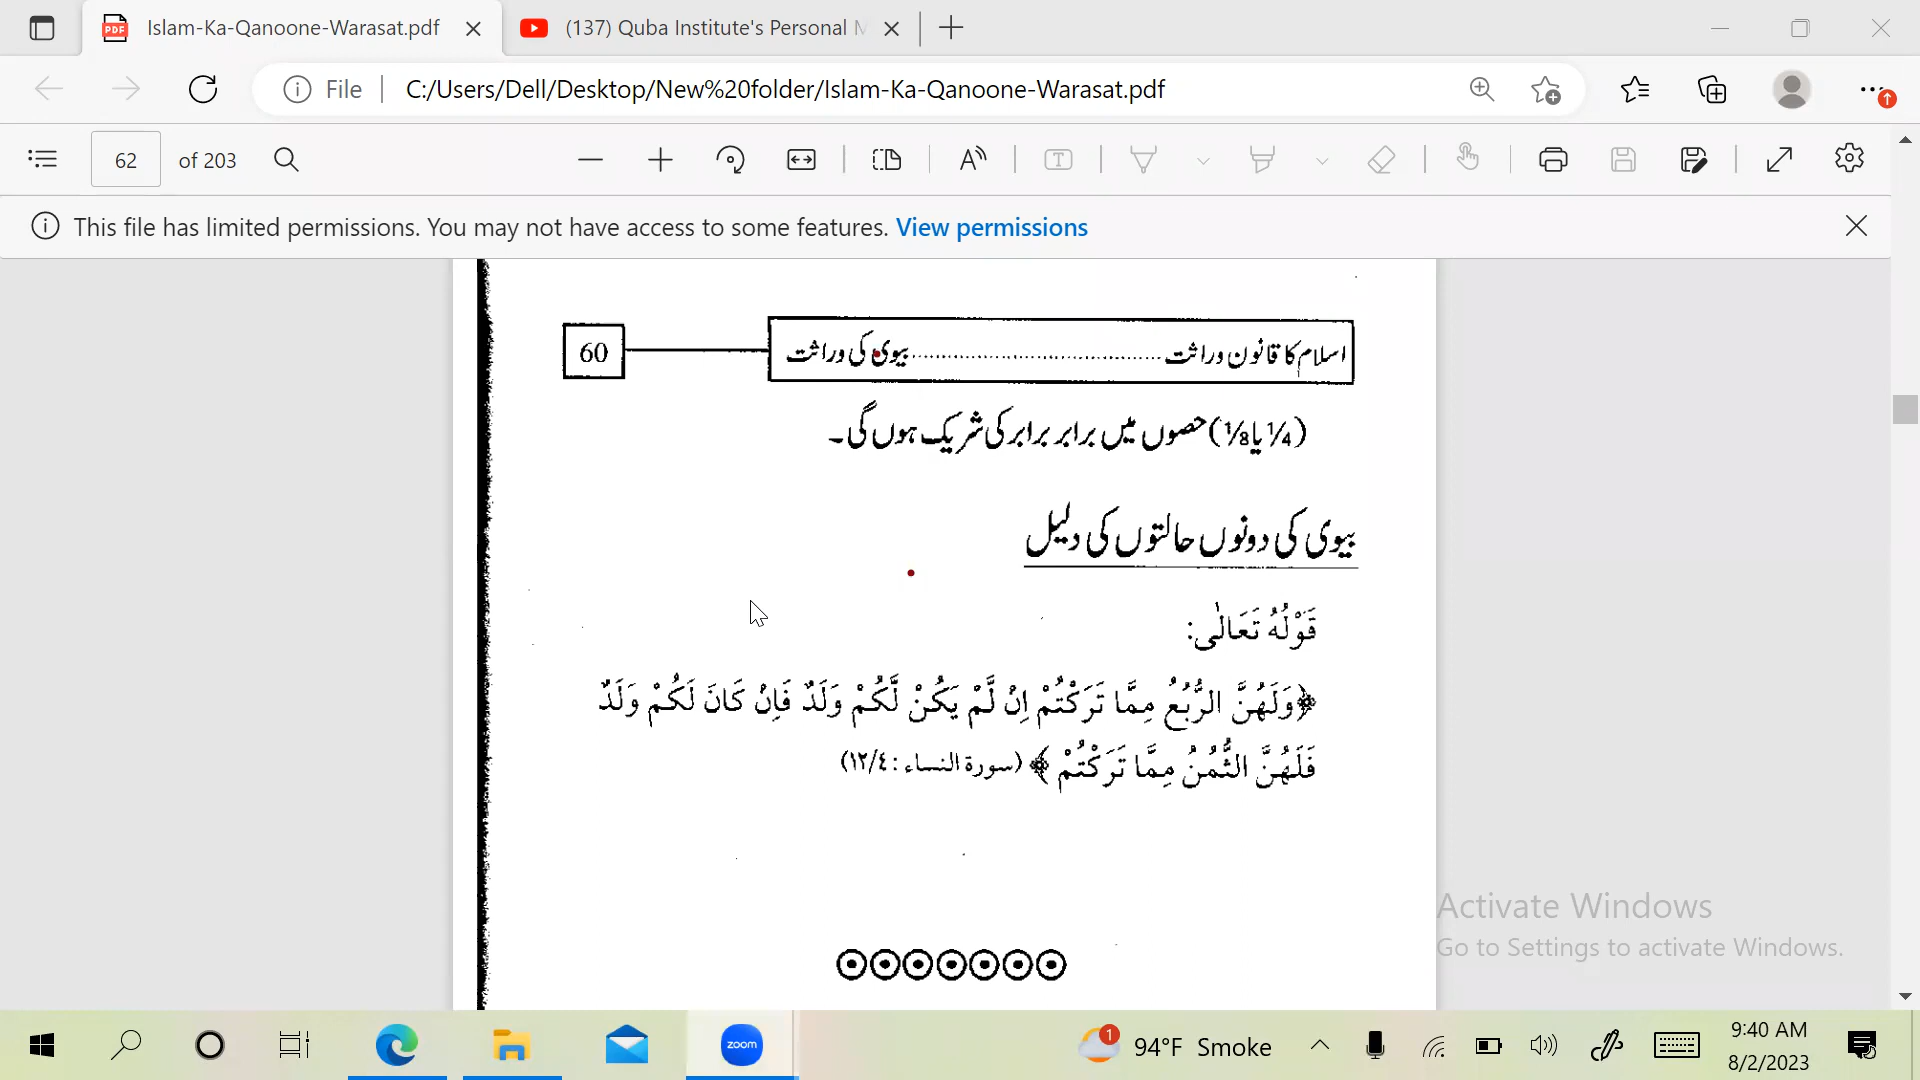 Islam-Ka-Qanoone-Warasat.pdf
(137) Quba Institute's Personal
File
C:/Users/Dell/Desktop/New%20folder/Islam-Ka-Qanoone-Warasat.pdf
62 of 203
This file has limited permissions. You may not have access to some features. View permissions
اسلام کا قانون وراثت ........................................ بیوی کی وراثت
60
(1/4 یا 1/8) حصوں میں برابر برابر کی شریک ہوں گی۔
بیوی کی دونوں حالتوں کی دلیل
قَوْلُهُ تَعَالٰى:
﴿وَلَهُنَّ الرُّبُعُ مِمَّا تَرَكْتُمْ اِنْ لَّمْ يَكُنْ لَّكُمْ وَلَدٌ فَاِنْ كَانَ لَكُمْ وَلَدٌ
فَلَهُنَّ الثُّمُنُ مِمَّا تَرَكْتُمْ﴾ (سورة النساء : ١٢/٤)
Activate Windows
Go to Settings to activate Windows.
zoom
1
94°F Smoke
9:40 AM
8/2/2023